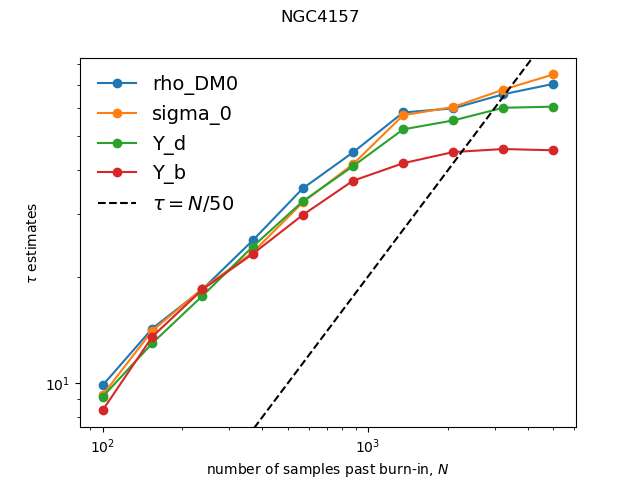 NGC4157
rho_DM0
sigma_0
Y_d
Y_b
τ = N/50
τ estimates
10¹
10² 10³
number of samples past burn-in, N